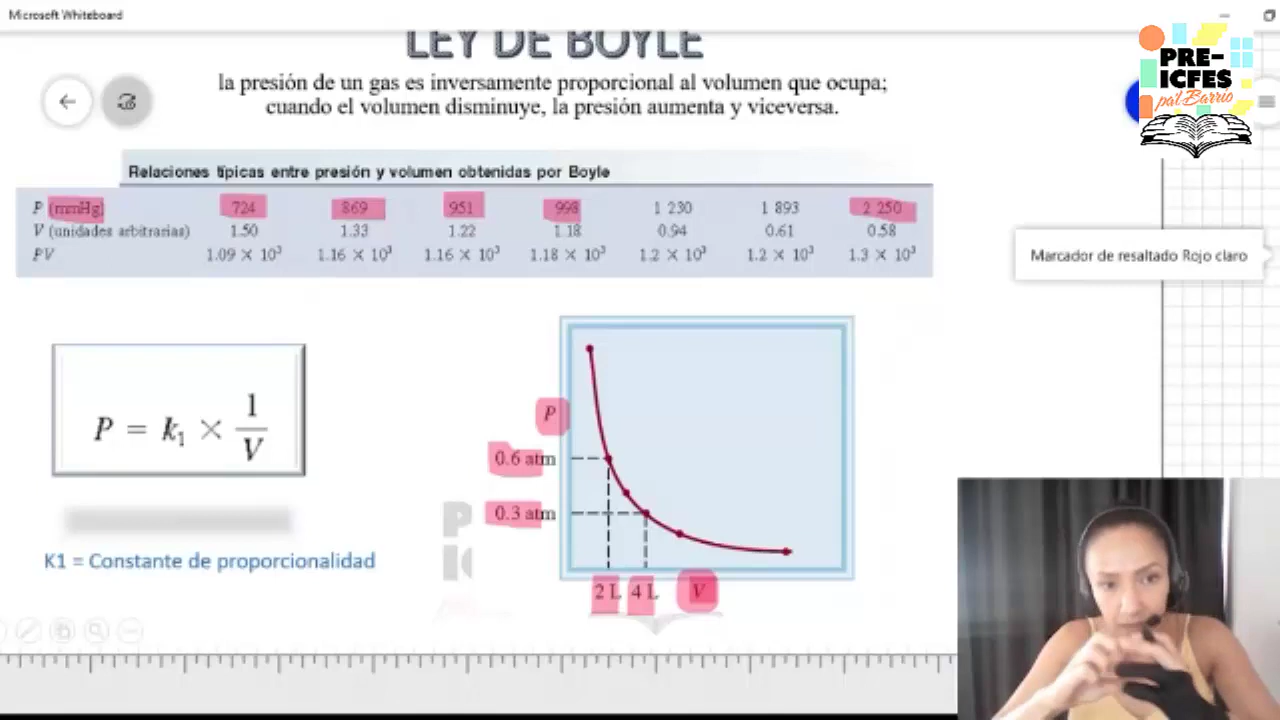 Microsoft Whiteboard
LEY DE BOYLE
la presión de un gas es inversamente proporcional al volumen que ocupa;
cuando el volumen disminuye, la presión aumenta y viceversa.
PRE-
ICFES
pa'l Barrio
Relaciones típicas entre presión y volumen obtenidas por Boyle
P (mmHg) 724 869 951 998 1 230 1 893 2 250
V (unidades arbitrarias) 1.50 1.33 1.22 1.18 0.94 0.61 0.58
PV 1.09 × 10³ 1.16 × 10³ 1.16 × 10³ 1.18 × 10³ 1.2 × 10³ 1.2 × 10³ 1.3 × 10³
Marcador de resaltado Rojo claro
P = k₁ × 1/V
P
0.6 atm
0.3 atm
2 L 4 L V
K1 = Constante de proporcionalidad